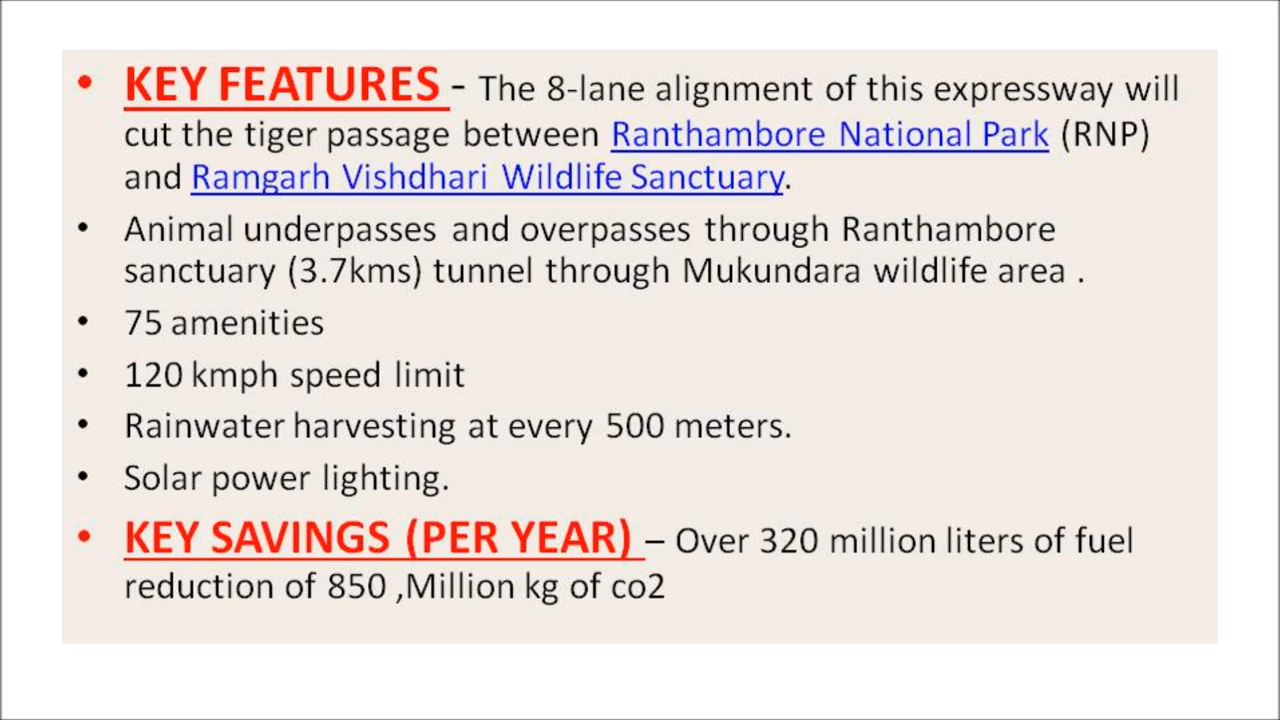 • KEY FEATURES - The 8-lane alignment of this expressway will
cut the tiger passage between Ranthambore National Park (RNP)
and Ramgarh Vishdhari Wildlife Sanctuary.
• Animal underpasses and overpasses through Ranthambore
sanctuary (3.7kms) tunnel through Mukundara wildlife area .
• 75 amenities
• 120 kmph speed limit
• Rainwater harvesting at every 500 meters.
• Solar power lighting.
• KEY SAVINGS (PER YEAR) – Over 320 million liters of fuel
reduction of 850 ,Million kg of co2